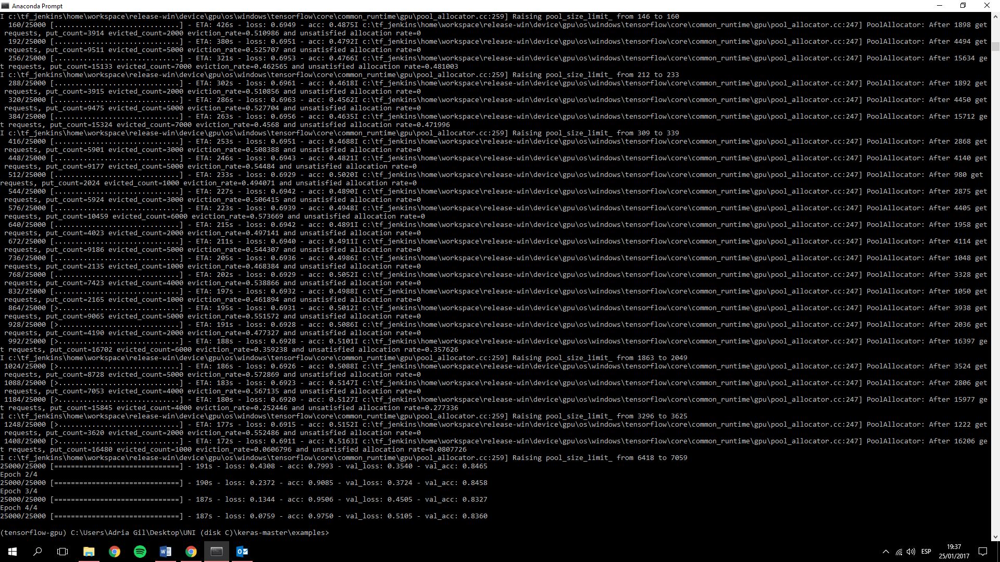 Anaconda Prompt
I c:\tf_jenkins\home\workspace\release-win\device\gpu\os\windows\tensorflow\core\common_runtime\gpu\pool_allocator.cc:259] Raising pool_size_limit_ from 146 to 160
160/25000 [..............................] - ETA: 426s - loss: 0.6949 - acc: 0.4875I c:\tf_jenkins\home\workspace\release-win\device\gpu\os\windows\tensorflow\core\common_runtime\gpu\pool_allocator.cc:247] PoolAllocator: After 1898 get
requests, put_count=3914 evicted_count=2000 eviction_rate=0.510986 and unsatisfied allocation rate=0
192/25000 [..............................] - ETA: 380s - loss: 0.6951 - acc: 0.4792I c:\tf_jenkins\home\workspace\release-win\device\gpu\os\windows\tensorflow\core\common_runtime\gpu\pool_allocator.cc:247] PoolAllocator: After 4494 get
requests, put_count=9511 evicted_count=5000 eviction_rate=0.525707 and unsatisfied allocation rate=0
256/25000 [..............................] - ETA: 321s - loss: 0.6953 - acc: 0.4766I c:\tf_jenkins\home\workspace\release-win\device\gpu\os\windows\tensorflow\core\common_runtime\gpu\pool_allocator.cc:247] PoolAllocator: After 15634 ge
t requests, put_count=15133 evicted_count=7000 eviction_rate=0.462565 and unsatisfied allocation rate=0.481003
I c:\tf_jenkins\home\workspace\release-win\device\gpu\os\windows\tensorflow\core\common_runtime\gpu\pool_allocator.cc:259] Raising pool_size_limit_ from 212 to 233
288/25000 [..............................] - ETA: 302s - loss: 0.6961 - acc: 0.4618I c:\tf_jenkins\home\workspace\release-win\device\gpu\os\windows\tensorflow\core\common_runtime\gpu\pool_allocator.cc:247] PoolAllocator: After 1892 get
requests, put_count=3915 evicted_count=2000 eviction_rate=0.510856 and unsatisfied allocation rate=0
320/25000 [..............................] - ETA: 286s - loss: 0.6963 - acc: 0.4562I c:\tf_jenkins\home\workspace\release-win\device\gpu\os\windows\tensorflow\core\common_runtime\gpu\pool_allocator.cc:247] PoolAllocator: After 4450 get
requests, put_count=9475 evicted_count=5000 eviction_rate=0.527704 and unsatisfied allocation rate=0
384/25000 [..............................] - ETA: 263s - loss: 0.6956 - acc: 0.4635I c:\tf_jenkins\home\workspace\release-win\device\gpu\os\windows\tensorflow\core\common_runtime\gpu\pool_allocator.cc:247] PoolAllocator: After 15712 ge
t requests, put_count=15324 evicted_count=7000 eviction_rate=0.4568 and unsatisfied allocation rate=0.471996
I c:\tf_jenkins\home\workspace\release-win\device\gpu\os\windows\tensorflow\core\common_runtime\gpu\pool_allocator.cc:259] Raising pool_size_limit_ from 309 to 339
416/25000 [..............................] - ETA: 253s - loss: 0.6951 - acc: 0.4688I c:\tf_jenkins\home\workspace\release-win\device\gpu\os\windows\tensorflow\core\common_runtime\gpu\pool_allocator.cc:247] PoolAllocator: After 2868 get
requests, put_count=5901 evicted_count=3000 eviction_rate=0.508388 and unsatisfied allocation rate=0
448/25000 [..............................] - ETA: 246s - loss: 0.6943 - acc: 0.4821I c:\tf_jenkins\home\workspace\release-win\device\gpu\os\windows\tensorflow\core\common_runtime\gpu\pool_allocator.cc:247] PoolAllocator: After 4140 get
requests, put_count=9177 evicted_count=5000 eviction_rate=0.54484 and unsatisfied allocation rate=0
512/25000 [..............................] - ETA: 233s - loss: 0.6929 - acc: 0.5020I c:\tf_jenkins\home\workspace\release-win\device\gpu\os\windows\tensorflow\core\common_runtime\gpu\pool_allocator.cc:247] PoolAllocator: After 980 get
requests, put_count=2024 evicted_count=1000 eviction_rate=0.494071 and unsatisfied allocation rate=0
544/25000 [..............................] - ETA: 227s - loss: 0.6942 - acc: 0.4890I c:\tf_jenkins\home\workspace\release-win\device\gpu\os\windows\tensorflow\core\common_runtime\gpu\pool_allocator.cc:247] PoolAllocator: After 2875 get
requests, put_count=5924 evicted_count=3000 eviction_rate=0.506415 and unsatisfied allocation rate=0
576/25000 [..............................] - ETA: 223s - loss: 0.6939 - acc: 0.4948I c:\tf_jenkins\home\workspace\release-win\device\gpu\os\windows\tensorflow\core\common_runtime\gpu\pool_allocator.cc:247] PoolAllocator: After 4405 get
requests, put_count=10459 evicted_count=6000 eviction_rate=0.573669 and unsatisfied allocation rate=0
640/25000 [..............................] - ETA: 215s - loss: 0.6942 - acc: 0.4891I c:\tf_jenkins\home\workspace\release-win\device\gpu\os\windows\tensorflow\core\common_runtime\gpu\pool_allocator.cc:247] PoolAllocator: After 1958 get
requests, put_count=4023 evicted_count=2000 eviction_rate=0.497141 and unsatisfied allocation rate=0
672/25000 [..............................] - ETA: 211s - loss: 0.6940 - acc: 0.4911I c:\tf_jenkins\home\workspace\release-win\device\gpu\os\windows\tensorflow\core\common_runtime\gpu\pool_allocator.cc:247] PoolAllocator: After 4114 get
requests, put_count=9186 evicted_count=5000 eviction_rate=0.544307 and unsatisfied allocation rate=0
736/25000 [..............................] - ETA: 205s - loss: 0.6936 - acc: 0.4986I c:\tf_jenkins\home\workspace\release-win\device\gpu\os\windows\tensorflow\core\common_runtime\gpu\pool_allocator.cc:247] PoolAllocator: After 1048 get
requests, put_count=2135 evicted_count=1000 eviction_rate=0.468384 and unsatisfied allocation rate=0
768/25000 [..............................] - ETA: 202s - loss: 0.6929 - acc: 0.5052I c:\tf_jenkins\home\workspace\release-win\device\gpu\os\windows\tensorflow\core\common_runtime\gpu\pool_allocator.cc:247] PoolAllocator: After 3328 get
requests, put_count=7423 evicted_count=4000 eviction_rate=0.538866 and unsatisfied allocation rate=0
832/25000 [..............................] - ETA: 197s - loss: 0.6932 - acc: 0.4988I c:\tf_jenkins\home\workspace\release-win\device\gpu\os\windows\tensorflow\core\common_runtime\gpu\pool_allocator.cc:247] PoolAllocator: After 1050 get
requests, put_count=2165 evicted_count=1000 eviction_rate=0.461894 and unsatisfied allocation rate=0
864/25000 [>.............................] - ETA: 195s - loss: 0.6931 - acc: 0.5012I c:\tf_jenkins\home\workspace\release-win\device\gpu\os\windows\tensorflow\core\common_runtime\gpu\pool_allocator.cc:247] PoolAllocator: After 3938 get
requests, put_count=9065 evicted_count=5000 eviction_rate=0.551572 and unsatisfied allocation rate=0
928/25000 [>.............................] - ETA: 191s - loss: 0.6928 - acc: 0.5086I c:\tf_jenkins\home\workspace\release-win\device\gpu\os\windows\tensorflow\core\common_runtime\gpu\pool_allocator.cc:247] PoolAllocator: After 2036 get
requests, put_count=4190 evicted_count=2000 eviction_rate=0.477327 and unsatisfied allocation rate=0
992/25000 [>.............................] - ETA: 188s - loss: 0.6928 - acc: 0.5101I c:\tf_jenkins\home\workspace\release-win\device\gpu\os\windows\tensorflow\core\common_runtime\gpu\pool_allocator.cc:247] PoolAllocator: After 16397 ge
t requests, put_count=16702 evicted_count=6000 eviction_rate=0.359238 and unsatisfied allocation rate=0.357626
I c:\tf_jenkins\home\workspace\release-win\device\gpu\os\windows\tensorflow\core\common_runtime\gpu\pool_allocator.cc:259] Raising pool_size_limit_ from 1863 to 2049
1024/25000 [>.............................] - ETA: 186s - loss: 0.6926 - acc: 0.5088I c:\tf_jenkins\home\workspace\release-win\device\gpu\os\windows\tensorflow\core\common_runtime\gpu\pool_allocator.cc:247] PoolAllocator: After 3524 get
requests, put_count=8728 evicted_count=5000 eviction_rate=0.572869 and unsatisfied allocation rate=0
1088/25000 [>.............................] - ETA: 183s - loss: 0.6923 - acc: 0.5147I c:\tf_jenkins\home\workspace\release-win\device\gpu\os\windows\tensorflow\core\common_runtime\gpu\pool_allocator.cc:247] PoolAllocator: After 2806 get
requests, put_count=7053 evicted_count=4000 eviction_rate=0.567135 and unsatisfied allocation rate=0
1184/25000 [>.............................] - ETA: 180s - loss: 0.6920 - acc: 0.5127I c:\tf_jenkins\home\workspace\release-win\device\gpu\os\windows\tensorflow\core\common_runtime\gpu\pool_allocator.cc:247] PoolAllocator: After 15977 ge
t requests, put_count=15845 evicted_count=4000 eviction_rate=0.252446 and unsatisfied allocation rate=0.277336
I c:\tf_jenkins\home\workspace\release-win\device\gpu\os\windows\tensorflow\core\common_runtime\gpu\pool_allocator.cc:259] Raising pool_size_limit_ from 3296 to 3625
1248/25000 [>.............................] - ETA: 177s - loss: 0.6915 - acc: 0.5152I c:\tf_jenkins\home\workspace\release-win\device\gpu\os\windows\tensorflow\core\common_runtime\gpu\pool_allocator.cc:247] PoolAllocator: After 1222 get
requests, put_count=3620 evicted_count=2000 eviction_rate=0.552486 and unsatisfied allocation rate=0
1408/25000 [>.............................] - ETA: 172s - loss: 0.6911 - acc: 0.5163I c:\tf_jenkins\home\workspace\release-win\device\gpu\os\windows\tensorflow\core\common_runtime\gpu\pool_allocator.cc:247] PoolAllocator: After 16206 ge
t requests, put_count=16480 evicted_count=1000 eviction_rate=0.0606796 and unsatisfied allocation rate=0.0807726
I c:\tf_jenkins\home\workspace\release-win\device\gpu\os\windows\tensorflow\core\common_runtime\gpu\pool_allocator.cc:259] Raising pool_size_limit_ from 6418 to 7059
25000/25000 [==============================] - 191s - loss: 0.4308 - acc: 0.7993 - val_loss: 0.3540 - val_acc: 0.8465
Epoch 2/4
25000/25000 [==============================] - 190s - loss: 0.2372 - acc: 0.9085 - val_loss: 0.3724 - val_acc: 0.8458
Epoch 3/4
25000/25000 [==============================] - 187s - loss: 0.1344 - acc: 0.9506 - val_loss: 0.4505 - val_acc: 0.8327
Epoch 4/4
25000/25000 [==============================] - 187s - loss: 0.0759 - acc: 0.9750 - val_loss: 0.5105 - val_acc: 0.8360
(tensorflow-gpu) C:\Users\Adria Gil\Desktop\UNI (disk C)\keras-master\examples>
ESP
19:37
25/01/2017